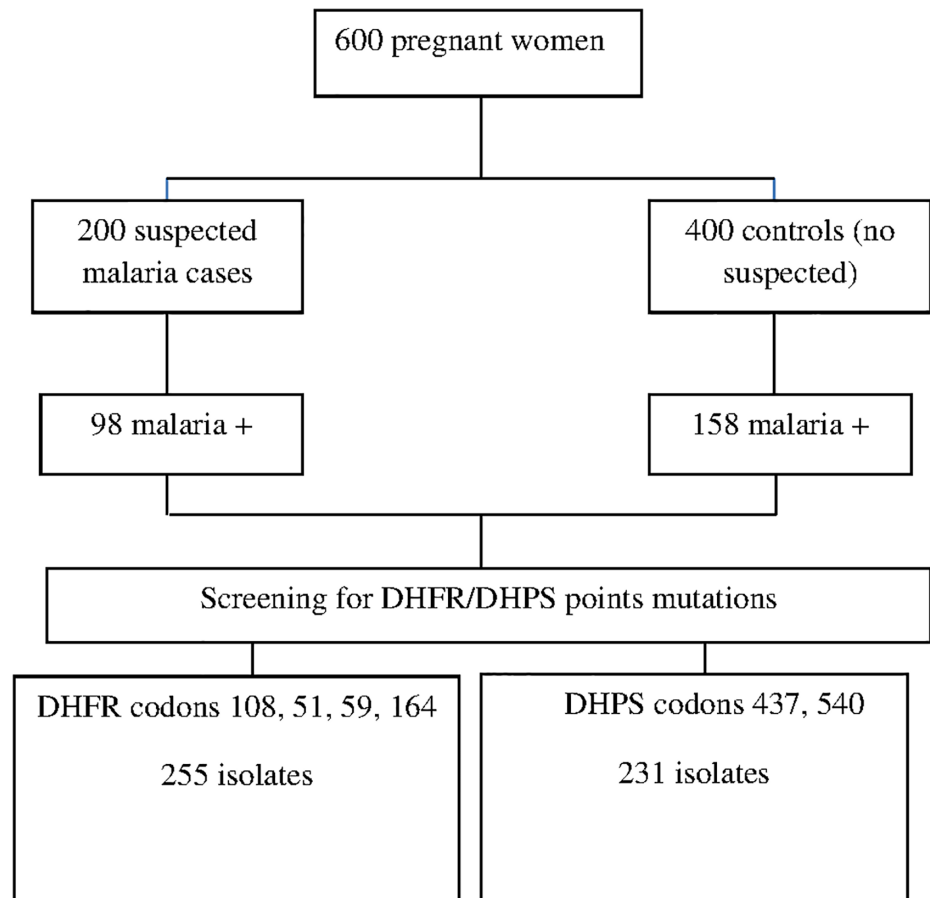 600 pregnant women
200 suspected
malaria cases
400 controls (no
suspected)
98 malaria +
158 malaria +
Screening for DHFR/DHPS points mutations
DHFR codons 108, 51, 59, 164
255 isolates
DHPS codons 437, 540
231 isolates